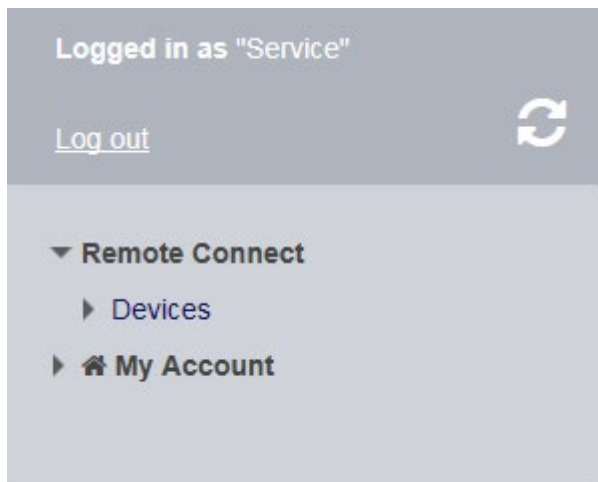 Logged in as "Service"
Log out
Remote Connect
Devices
My Account